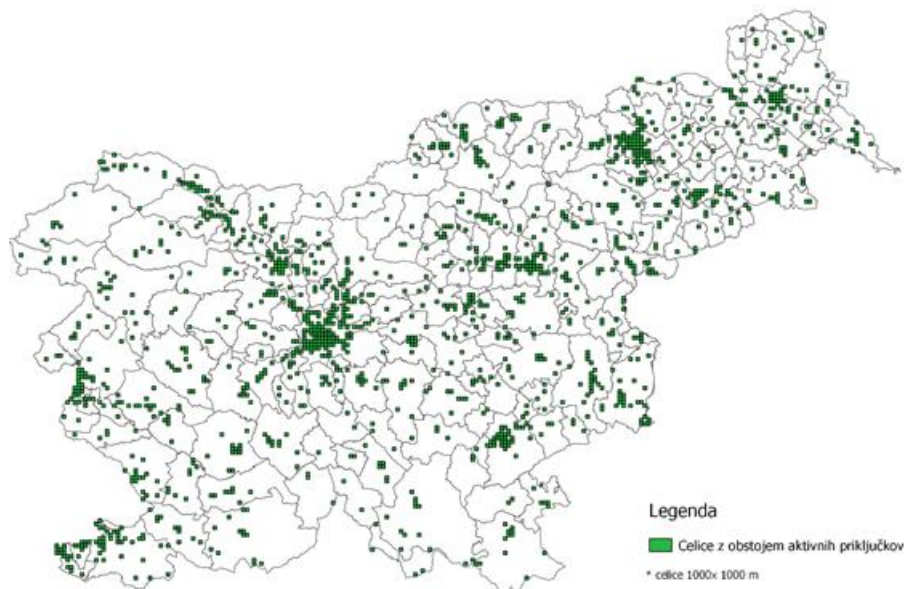 Legenda
Celice z obstojem aktivnih priključkov
* celice 1000x 1000 m